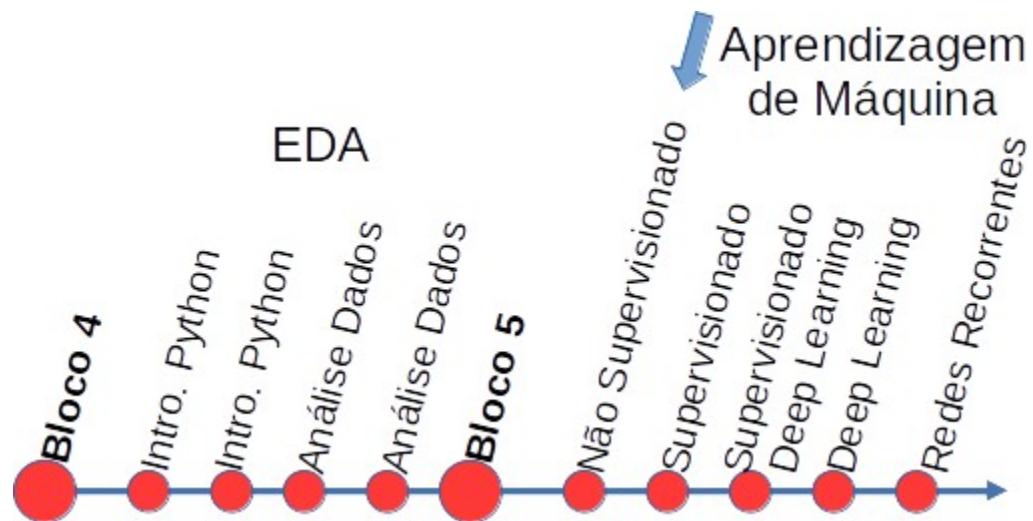 Aprendizagem
de Máquina
EDA
Bloco 4
Intro. Python
Intro. Python
Análise Dados
Análise Dados
Bloco 5
Não Supervisionado
Supervisionado
Supervisionado
Deep Learning
Deep Learning
Redes Recorrentes